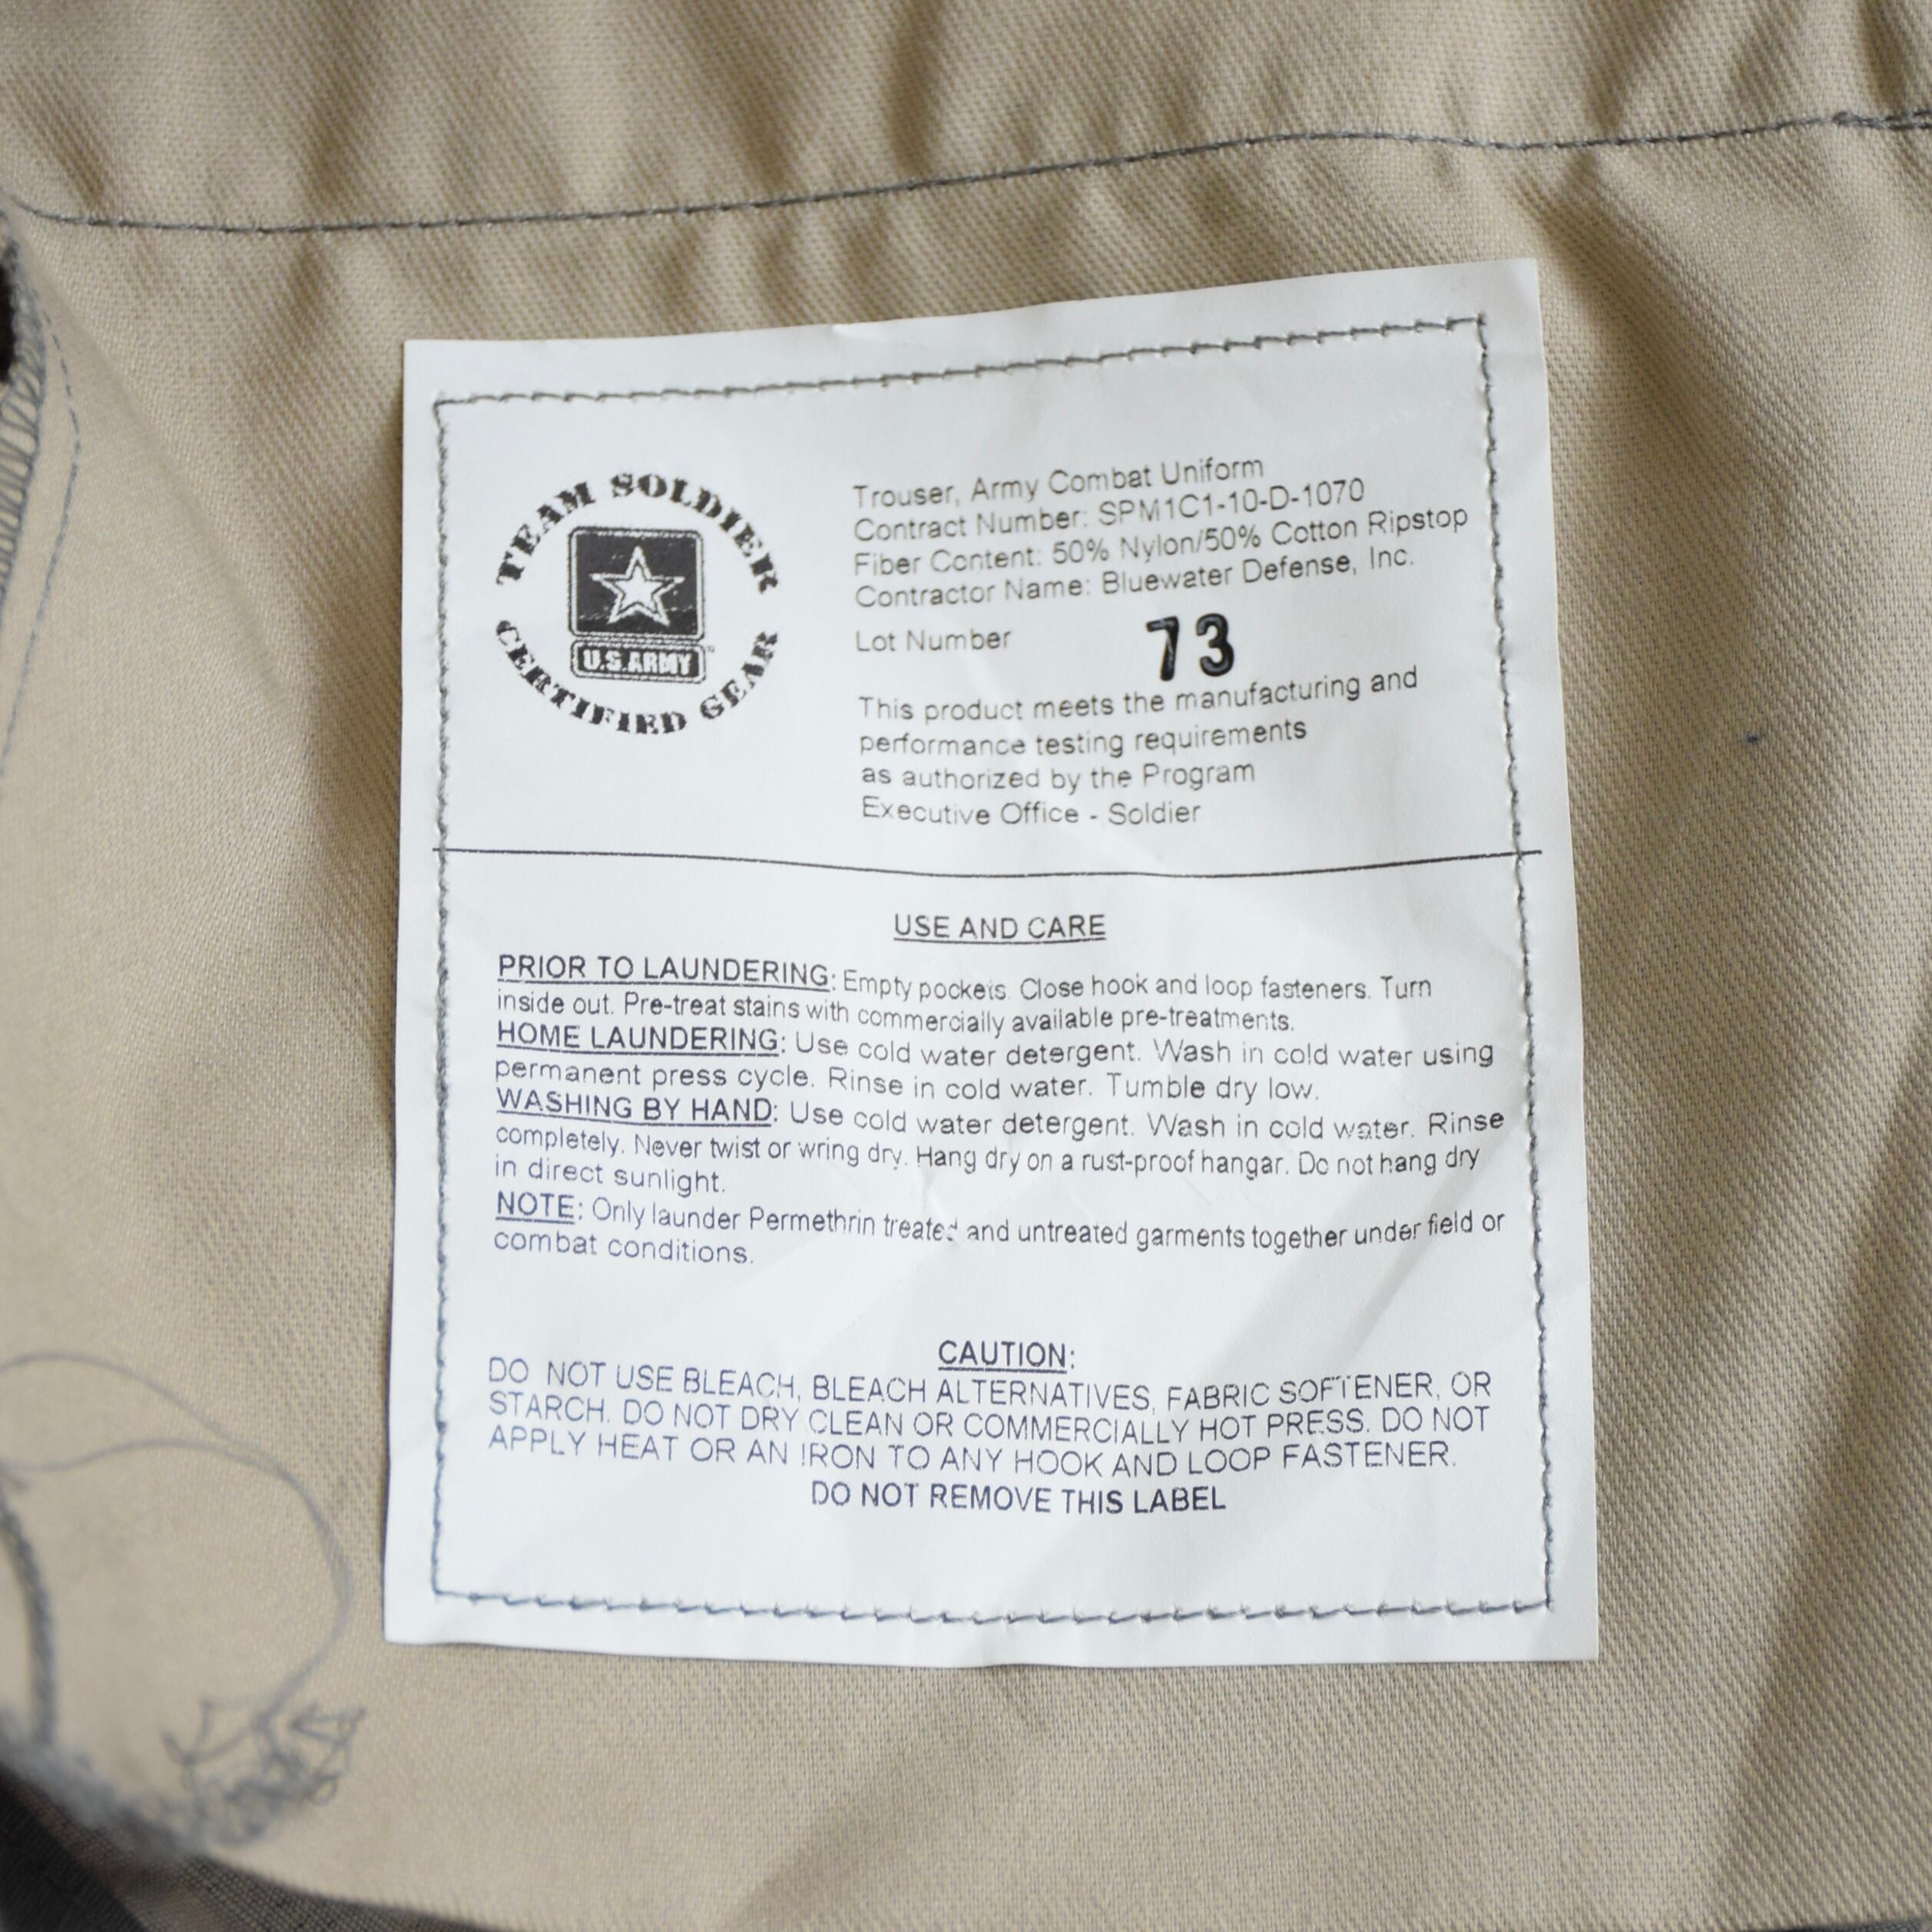 TEAM SOLDIER
U.S.ARMY
CERTIFIED GEAR
Trouser, Army Combat Uniform
Contract Number: SPM1C1-10-D-1070
Fiber Content: 50% Nylon/50% Cotton Ripstop
Contractor Name: Bluewater Defense, Inc.
Lot Number 73
This product meets the manufacturing and
performance testing requirements
as authorized by the Program
Executive Office - Soldier
USE AND CARE
PRIOR TO LAUNDERING: Empty pockets. Close hook and loop fasteners. Turn
inside out. Pre-treat stains with commercially available pre-treatments.
HOME LAUNDERING: Use cold water detergent. Wash in cold water using
permanent press cycle. Rinse in cold water. Tumble dry low.
WASHING BY HAND: Use cold water detergent. Wash in cold water. Rinse
completely. Never twist or wring dry. Hang dry on a rust-proof hangar. Do not hang dry
in direct sunlight.
NOTE: Only launder Permethrin treated and untreated garments together under field or
combat conditions.
CAUTION:
DO NOT USE BLEACH, BLEACH ALTERNATIVES, FABRIC SOFTENER, OR
STARCH. DO NOT DRY CLEAN OR COMMERCIALLY HOT PRESS. DO NOT
APPLY HEAT OR AN IRON TO ANY HOOK AND LOOP FASTENER.
DO NOT REMOVE THIS LABEL